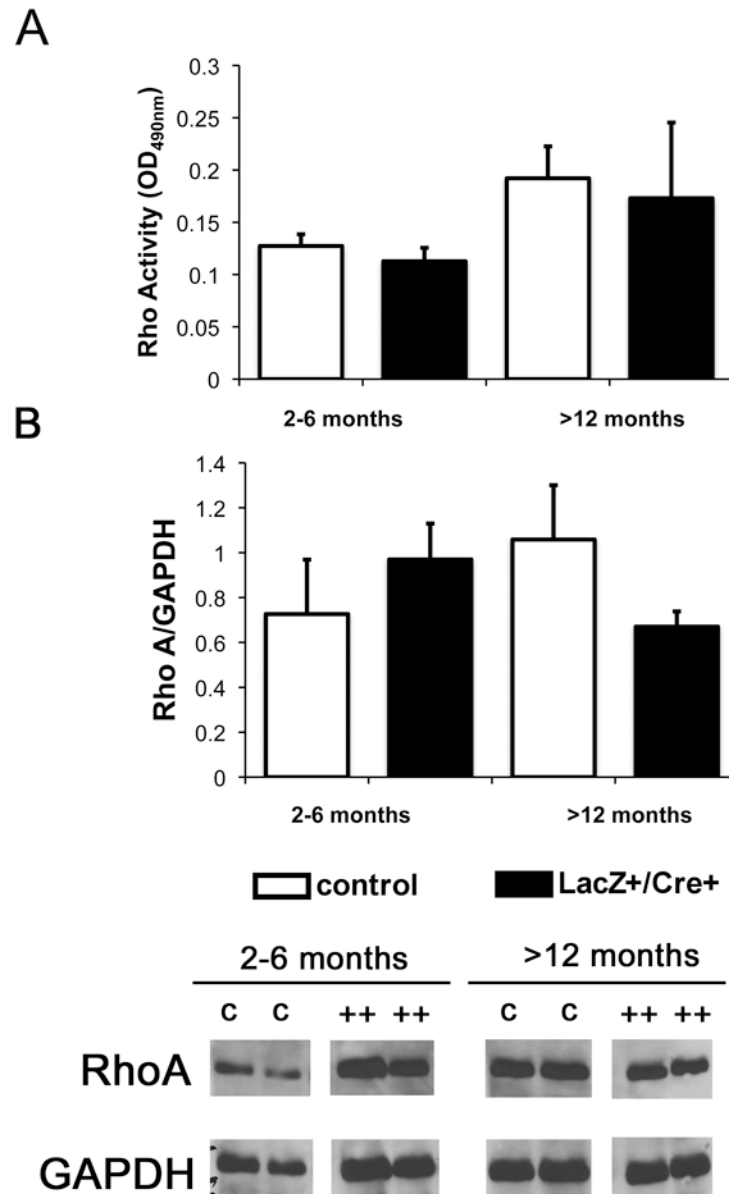 A
Rho Activity (OD490nm)
0.3
0.25
0.2
0.15
0.1
0.05
0
2-6 months >12 months
B
Rho A/GAPDH
1.4
1.2
1
0.8
0.6
0.4
0.2
0
2-6 months >12 months
control LacZ+/Cre+
2-6 months >12 months
C C ++ ++ C C ++ ++
RhoA
GAPDH